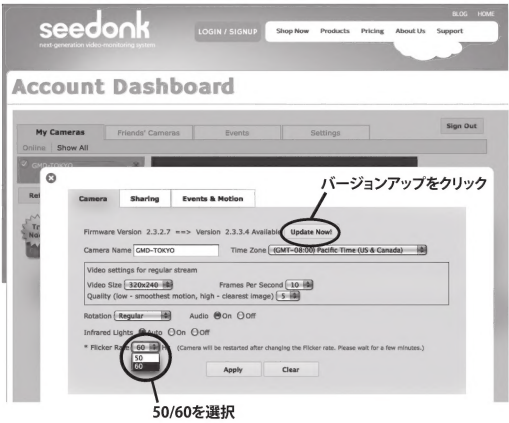 BLOG HOME
seedonk
next-generation video-monitoring system
LOGIN / SIGNUP
Shop Now Products Pricing About Us Support
Account Dashboard
My Cameras Friends' Cameras Events Settings Sign Out
Online Show All
GMD-TOKYO
バージョンアップをクリック
Camera Sharing Events & Motion
Firmware Version 2.3.2.7 ==> Version 2.3.3.4 Available Update Now!
Camera Name GMD-TOKYO Time Zone (GMT-08:00) Pacific Time (US & Canada)
Video settings for regular stream
Video Size 320x240 Frames Per Second 10
Quality (low - smoothest motion, high - clearest image) 5
Rotation Regular Audio On Off
Infrared Lights Auto On Off
* Flicker Rate 60 Hz (Camera will be restarted after changing the Flicker rate. Please wait for a few minutes.)
50
60
Apply Clear
50/60を選択